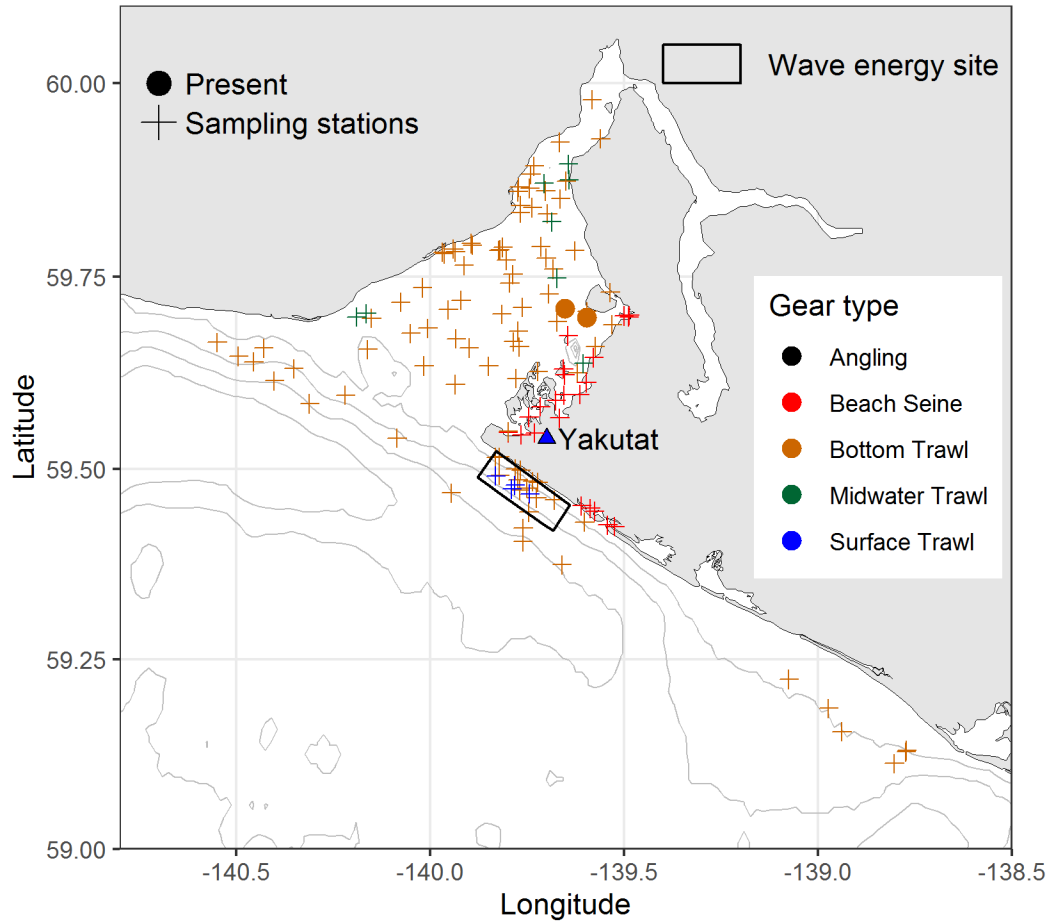 Present
Sampling stations
Wave energy site
60.00
59.75
59.50
59.25
59.00
Latitude
Yakutat
Gear type
Angling
Beach Seine
Bottom Trawl
Midwater Trawl
Surface Trawl
-140.5
-140.0
-139.5
-139.0
-138.5
Longitude